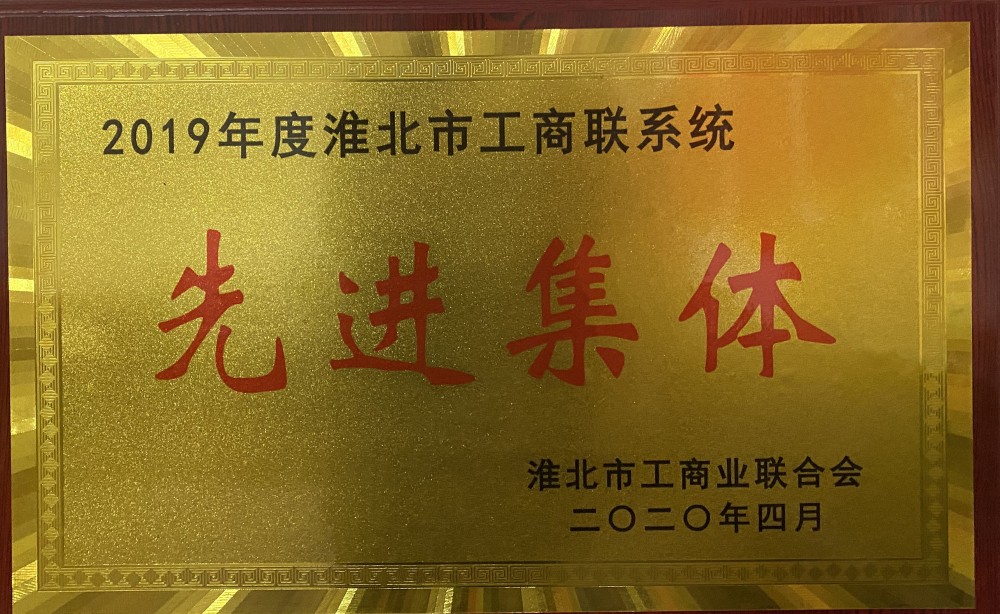 2019年度淮北市工商联系统
先进集体
淮北市工商业联合会
二〇二〇年四月